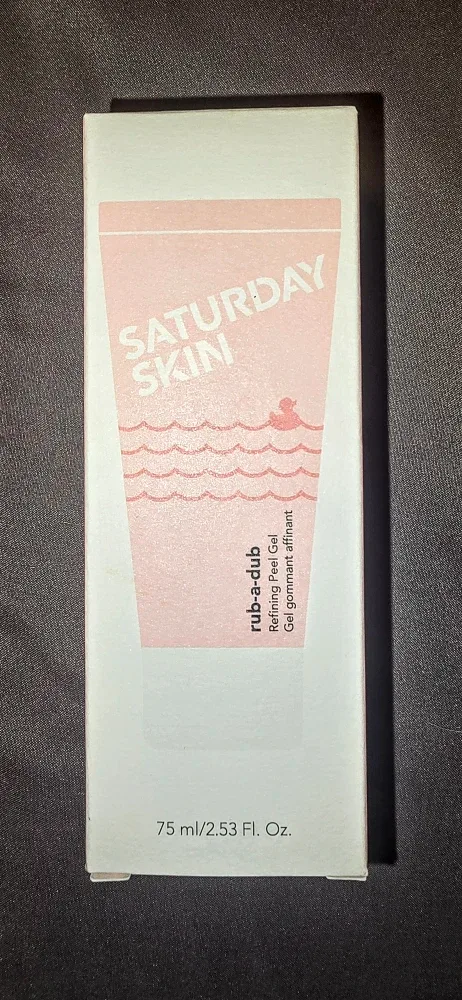 SATURDAY
SKIN
rub-a-dub
Refining Peel Gel
Gel gommant affinant
75 ml/2.53 Fl. Oz.